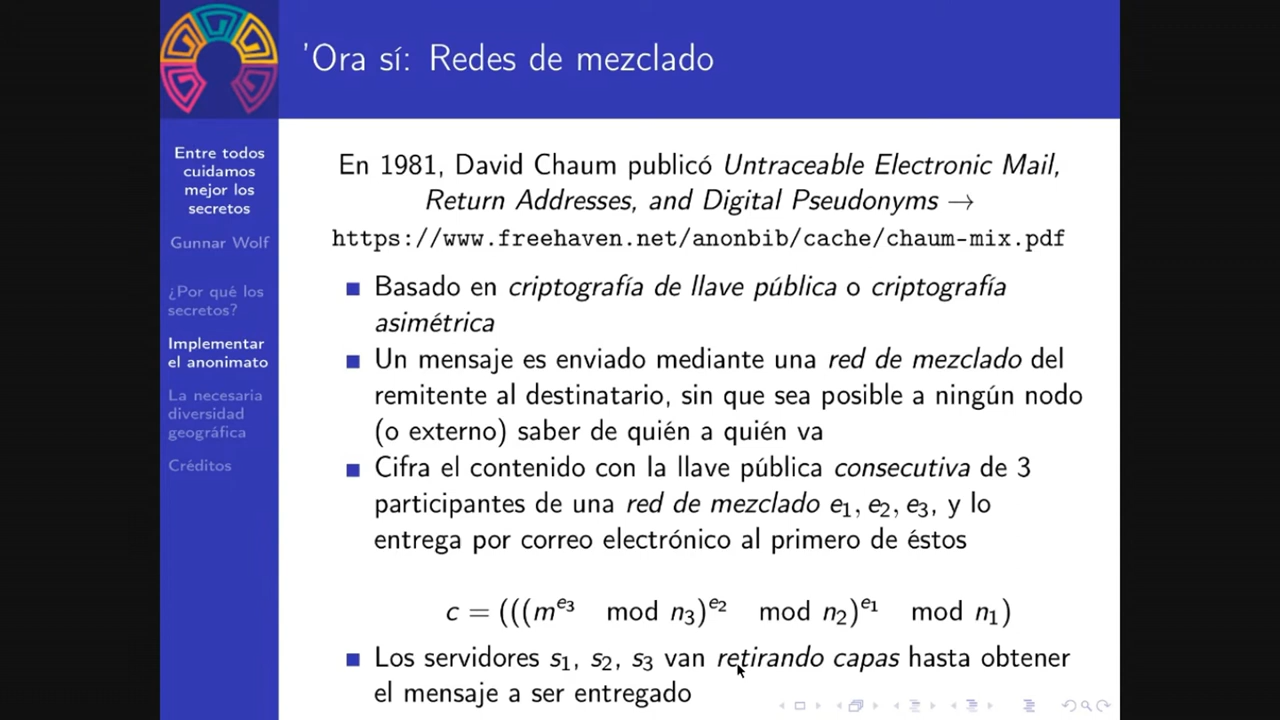 'Ora sí: Redes de mezclado
Entre todos
cuidamos
mejor los
secretos
Gunnar Wolf
¿Por qué los
secretos?
Implementar
el anonimato
La necesaria
diversidad
geográfica
Créditos
En 1981, David Chaum publicó Untraceable Electronic Mail,
Return Addresses, and Digital Pseudonyms →
https://www.freehaven.net/anonbib/cache/chaum-mix.pdf
Basado en criptografía de llave pública o criptografía
asimétrica
Un mensaje es enviado mediante una red de mezclado del
remitente al destinatario, sin que sea posible a ningún nodo
(o externo) saber de quién a quién va
Cifra el contenido con la llave pública consecutiva de 3
participantes de una red de mezclado e₁, e₂, e₃, y lo
entrega por correo electrónico al primero de éstos
c = (((m^e₃ mod n₃)^e₂ mod n₂)^e₁ mod n₁)
Los servidores s₁, s₂, s₃ van retirando capas hasta obtener
el mensaje a ser entregado